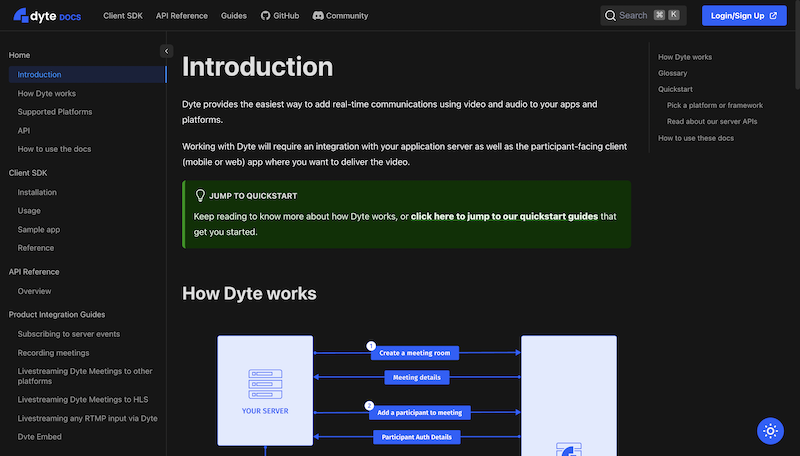 dyte DOCS
Client SDK
API Reference
Guides
GitHub
Community
Search ⌘ K
Login/Sign Up
Home
Introduction
How Dyte works
Supported Platforms
API
How to use the docs
Client SDK
Installation
Usage
Sample app
Reference
API Reference
Overview
Product Integration Guides
Subscribing to server events
Recording meetings
Livestreaming Dyte Meetings to other
platforms
Livestreaming Dyte Meetings to HLS
Livestreaming any RTMP input via Dyte
Dyte Embed
Introduction
Dyte provides the easiest way to add real-time communications using video and audio to your apps and
platforms.
Working with Dyte will require an integration with your application server as well as the participant-facing client
(mobile or web) app where you want to deliver the video.
JUMP TO QUICKSTART
Keep reading to know more about how Dyte works, or click here to jump to our quickstart guides that
get you started.
How Dyte works
1
Create a meeting room
Meeting details
YOUR SERVER
2
Add a participant to meeting
Participant Auth Details
How Dyte works
Glossary
Quickstart
Pick a platform or framework
Read about our server APIs
How to use these docs